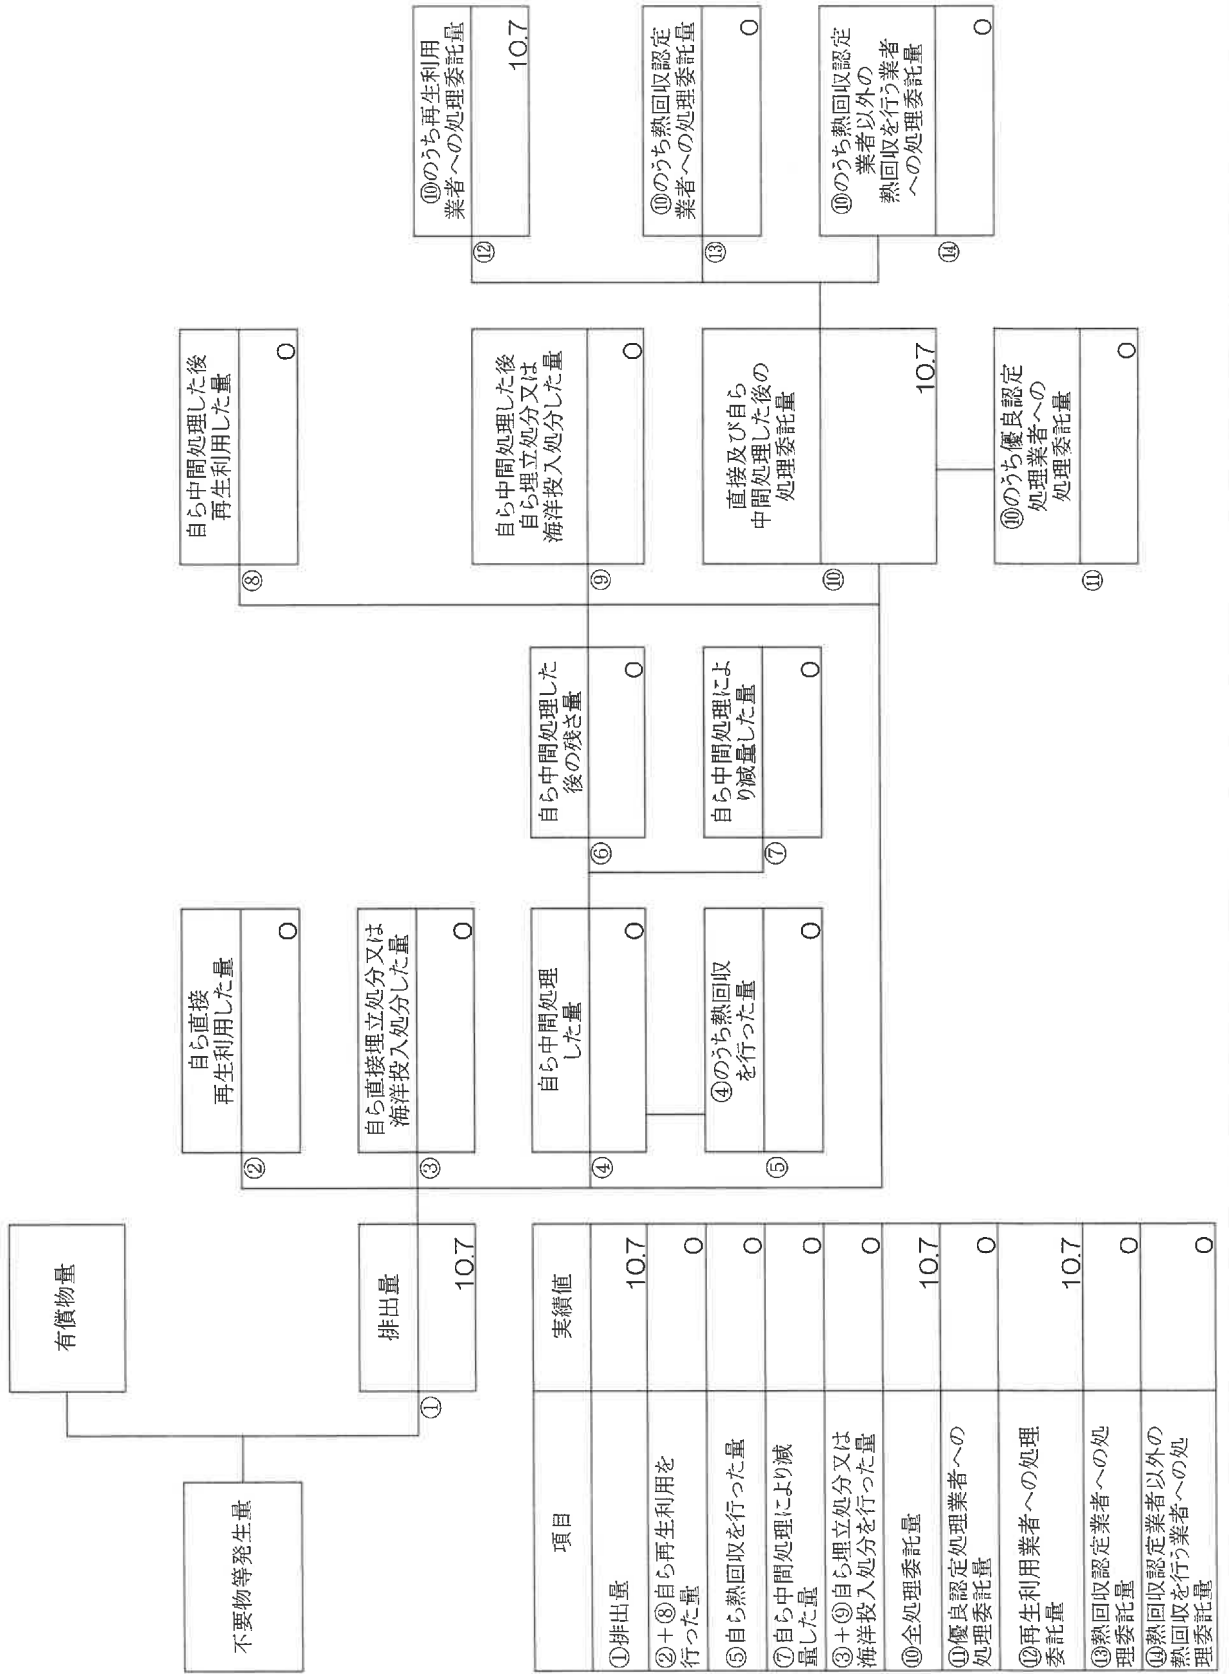 有償物量
不要物等発生量
排出量
①
10.7
自ら直接
再生利用した量
②
0
自ら直接埋立処分又は
海洋投入処分した量
③
0
自ら中間処理
した量
④
0
④のうち熱回収
を行った量
⑤
0
自ら中間処理した
後の残さ量
⑥
0
自ら中間処理によ
り減量した量
⑦
0
自ら中間処理した後
再生利用した量
⑧
0
自ら中間処理した後
自ら埋立処分又は
海洋投入処分した量
⑨
0
直接及び自ら
中間処理した後の
処理委託量
⑩
10.7
⑩のうち優良認定
処理業者への
処理委託量
⑪
0
⑩のうち再生利用
業者への処理委託量
⑫
10.7
⑩のうち熱回収認定
業者への処理委託量
⑬
0
⑩のうち熱回収認定
業者以外の
熱回収を行う業者
への処理委託量
⑭
0
項目 実績値
①排出量 10.7
②+⑧自ら再生利用を
行った量 0
⑤自ら熱回収を行った量 0
⑦自ら中間処理により減
量した量 0
③+⑨自ら埋立処分又は
海洋投入処分を行った量 0
⑩全処理委託量 10.7
⑪優良認定処理業者への
処理委託量 0
⑫再生利用業者への処理
委託量 10.7
⑬熱回収認定業者への処
理委託量 0
⑭熱回収認定業者以外の
熱回収を行う業者への処
理委託量 0